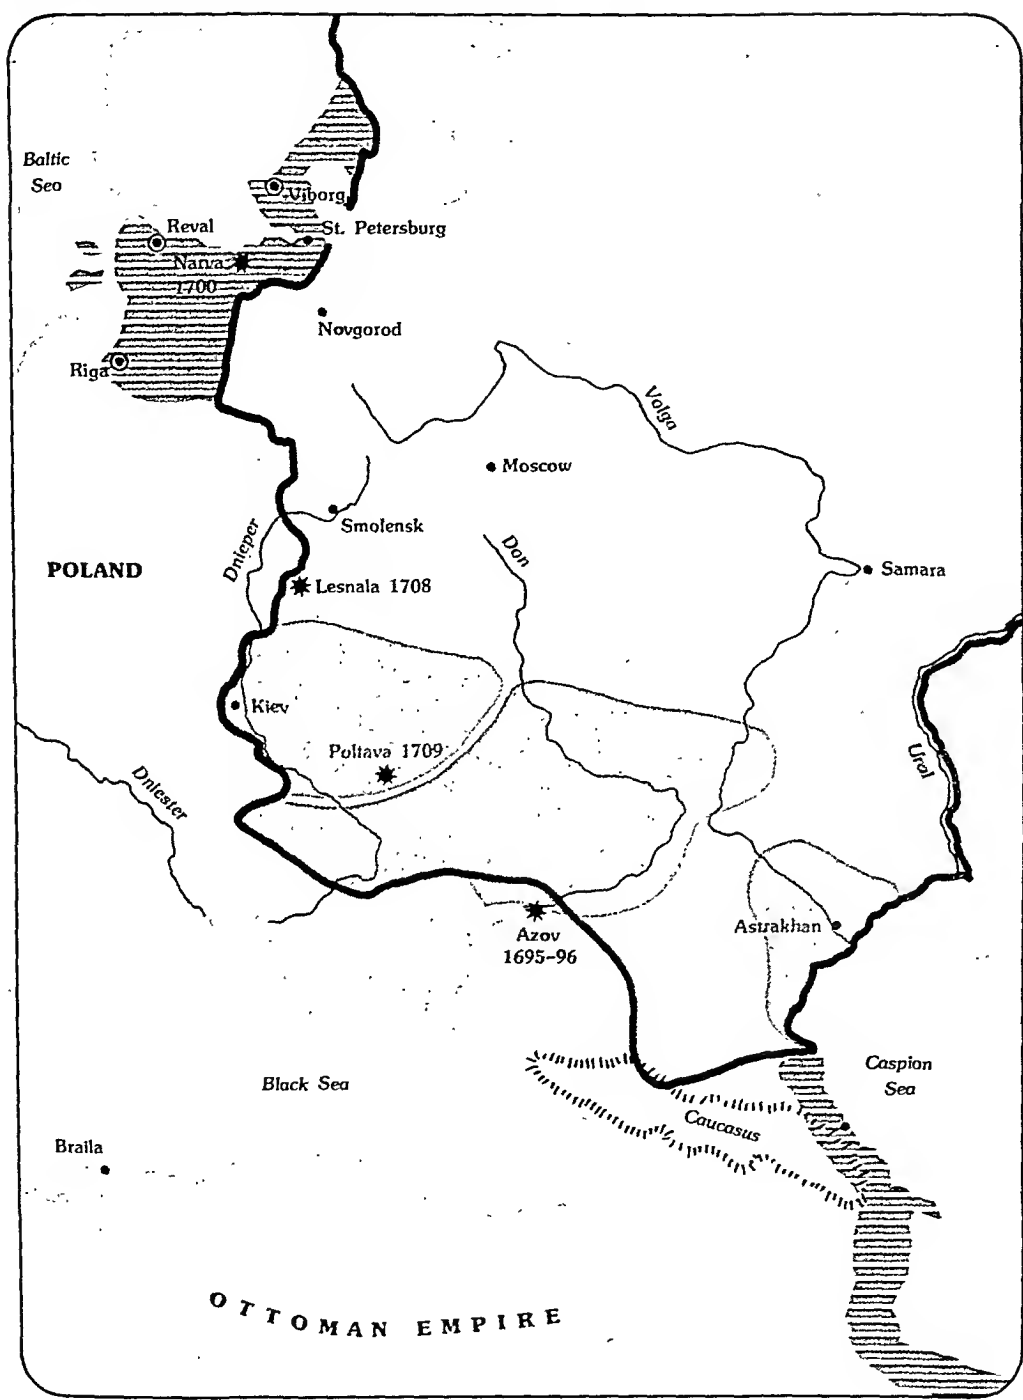 Baltic
Sea
Viborg
Reval
St. Petersburg
Narva
1700
Novgorod
Riga
Volga
Moscow
Smolensk
Dnieper
Don
POLAND
Lesnala 1708
Samara
Kiev
Poltava 1709
Ural
Dniester
Astrakhan
Azov
1695–96
Caspion
Sea
Black Sea
Caucasus
Braila
OTTOMAN EMPIRE